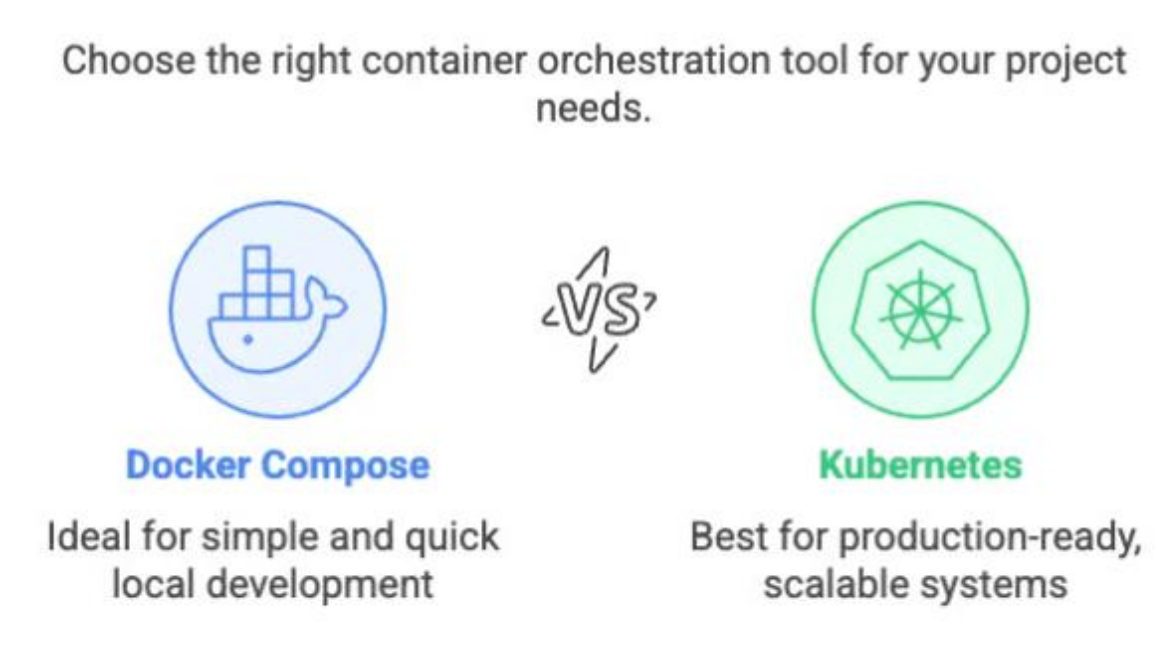 Choose the right container orchestration tool for your project
needs.
VS
Docker Compose
Kubernetes
Ideal for simple and quick
local development
Best for production-ready,
scalable systems